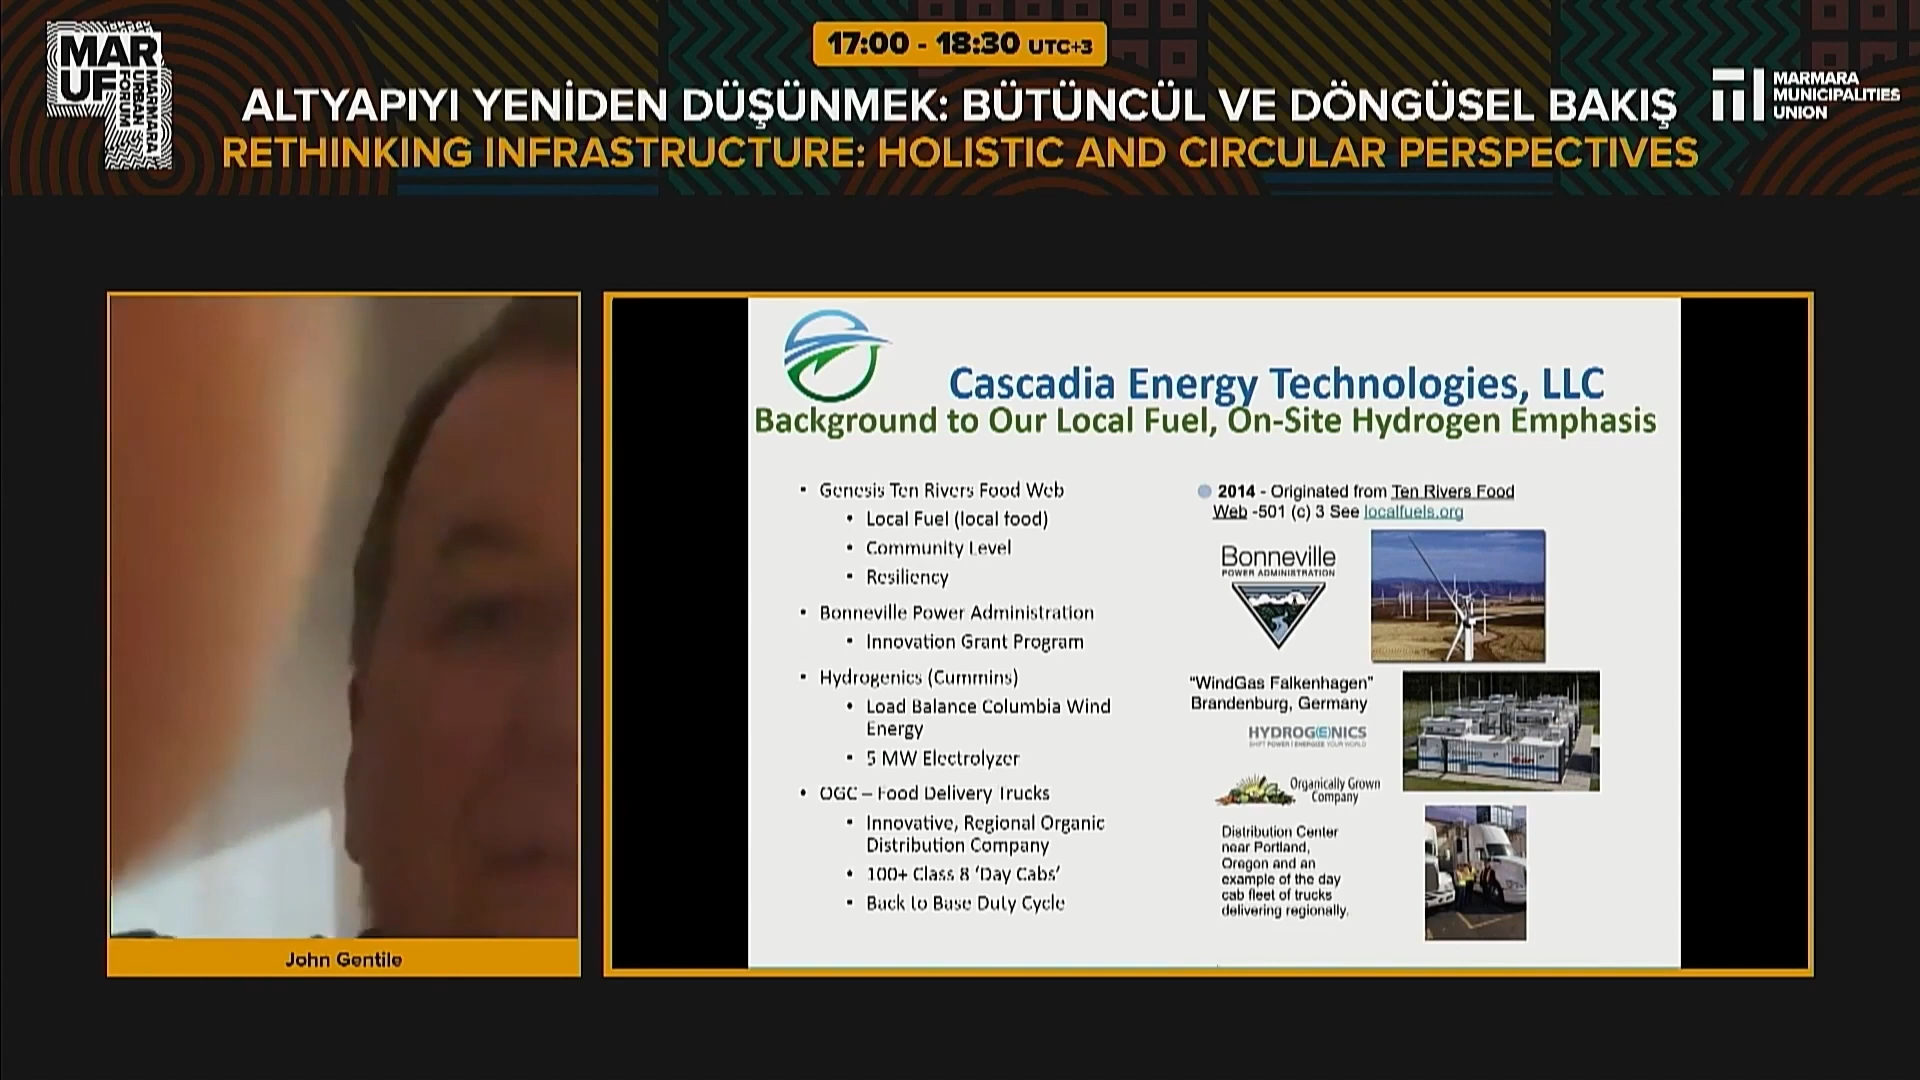 MAR
UF
MARMARA
URBAN
FORUM
17:00 - 18:30 UTC+3
ALTYAPIYI YENİDEN DÜŞÜNMEK: BÜTÜNCÜL VE DÖNGÜSEL BAKIŞ
RETHINKING INFRASTRUCTURE: HOLISTIC AND CIRCULAR PERSPECTIVES
MARMARA
MUNICIPALITIES
UNION
John Gentile
Cascadia Energy Technologies, LLC
Background to Our Local Fuel, On-Site Hydrogen Emphasis
• Genesis Ten Rivers Food Web
• Local Fuel (local food)
• Community Level
• Resiliency
• Bonneville Power Administration
• Innovation Grant Program
• Hydrogenics (Cummins)
• Load Balance Columbia Wind
Energy
• 5 MW Electrolyzer
• OGC – Food Delivery Trucks
• Innovative, Regional Organic
Distribution Company
• 100+ Class 8 ‘Day Cabs’
• Back to Base Duty Cycle
2014 - Originated from Ten Rivers Food
Web -501 (c) 3 See localfuels.org
Bonneville
POWER ADMINISTRATION
"WindGas Falkenhagen"
Brandenburg, Germany
HYDROGENICS
SHIFT POWER | ENERGIZE YOUR WORLD
Organically Grown
Company
Distribution Center
near Portland,
Oregon and an
example of the day
cab fleet of trucks
delivering regionally.